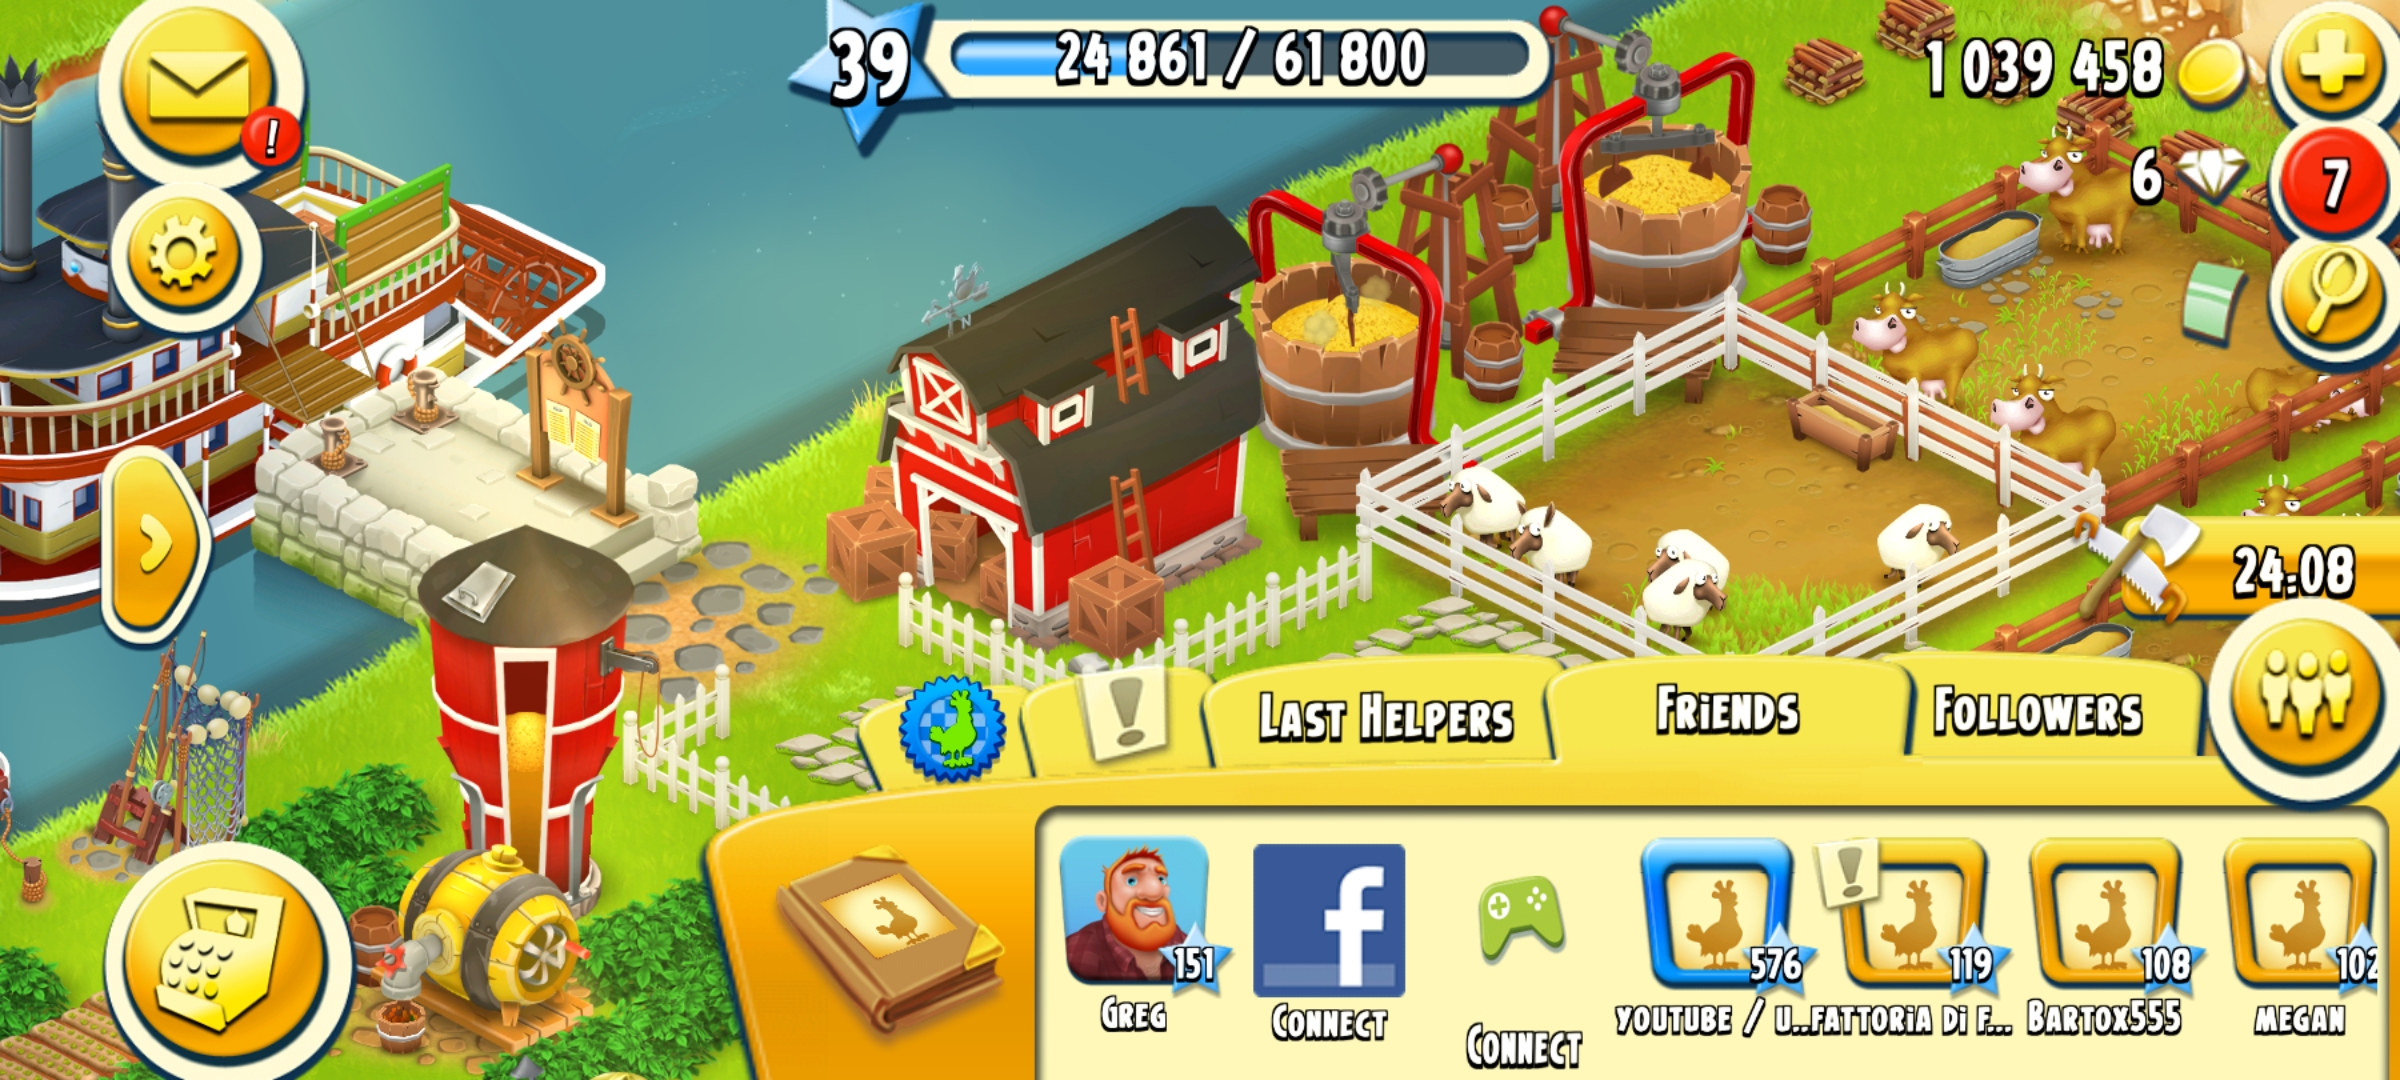 39
24 861 / 61 800
1 039 458
6
7
!
24:08
!
Last Helpers
Friends
Followers
151
Greg
f
Connect
Connect
576
youtube / u..
!
119
Fattoria di F...
108
Bartox555
102
megan